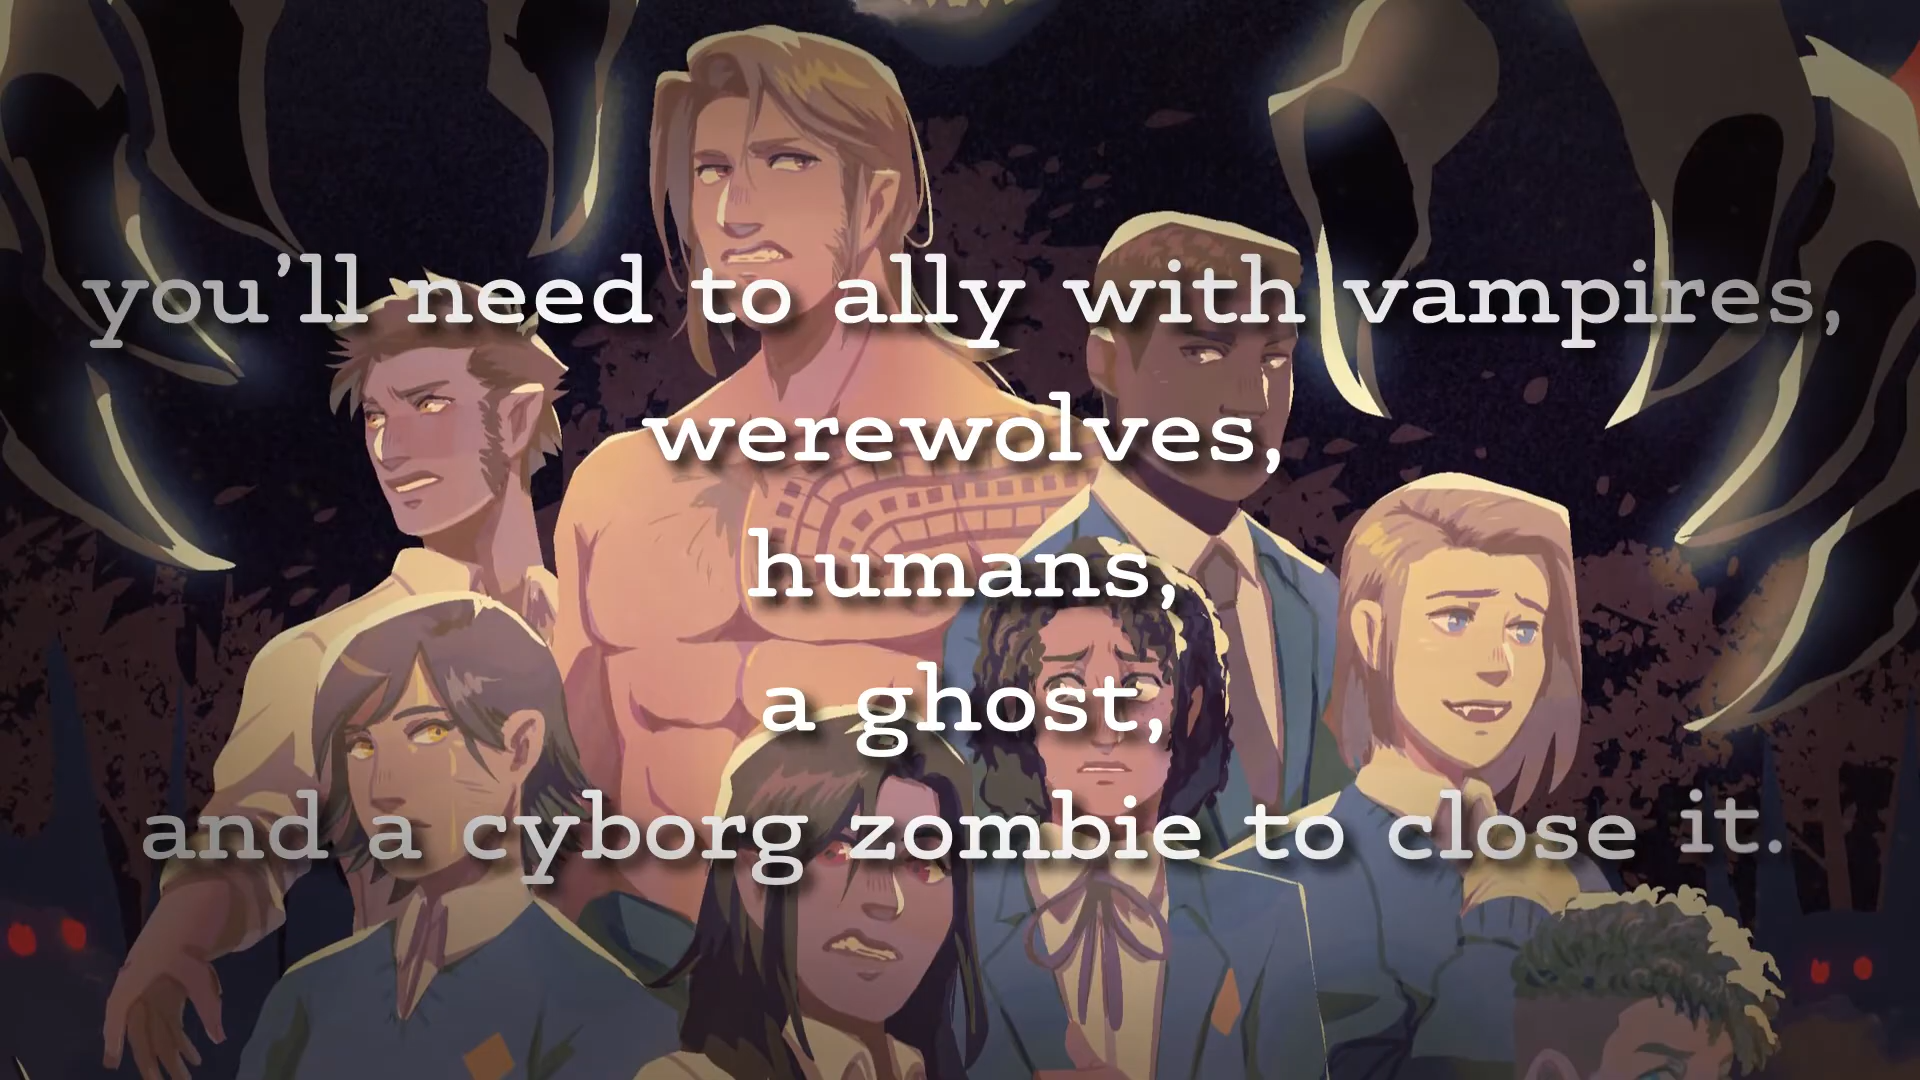 you’ll need to ally with vampires,
werewolves,
humans,
a ghost,
and a cyborg zombie to close it.